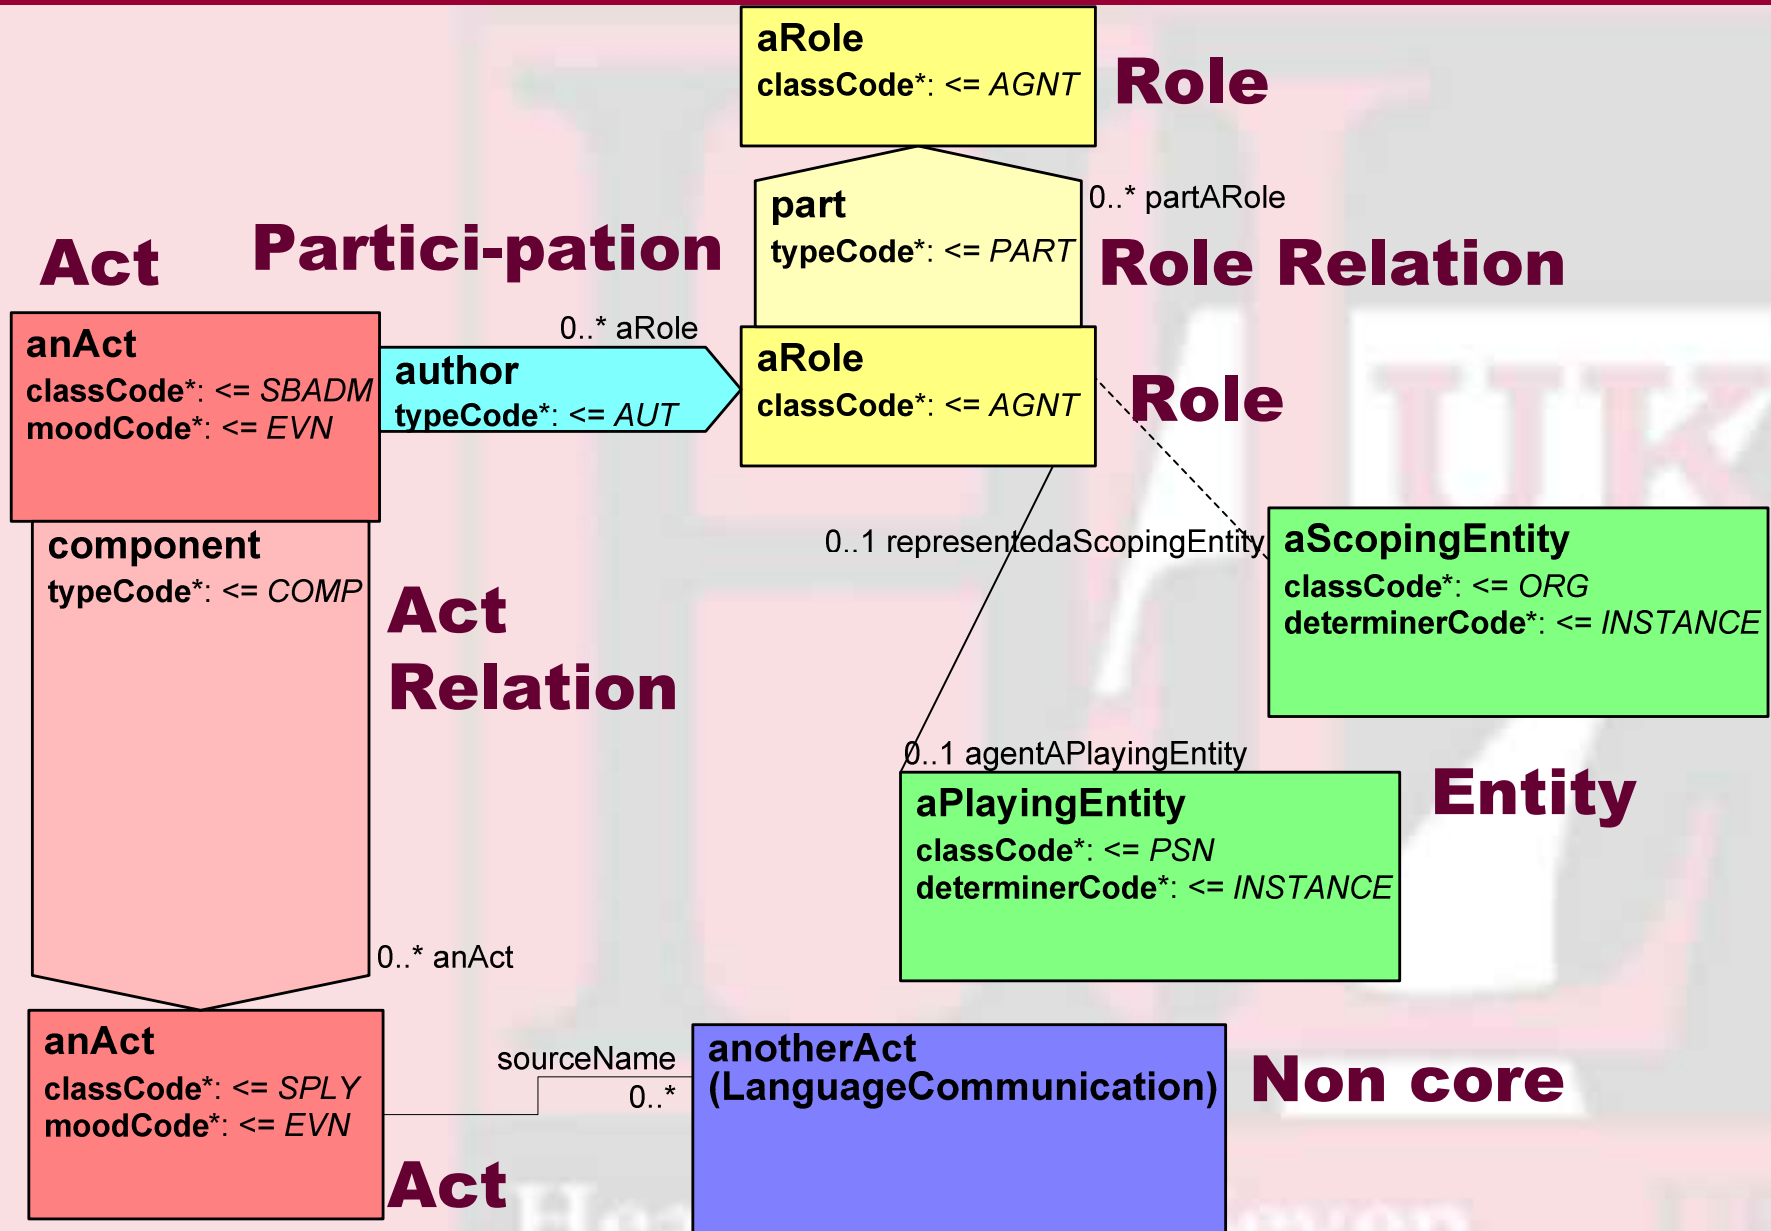 aRole
classCode*: <= AGNT
Role
part
typeCode*: <= PART
0..* partARole
Role Relation
Partici-pation
Act
anAct
classCode*: <= SBADM
moodCode*: <= EVN
0..* aRole
author
typeCode*: <= AUT
aRole
classCode*: <= AGNT
Role
component
typeCode*: <= COMP
Act
Relation
0..1 representedaScopingEntity
aScopingEntity
classCode*: <= ORG
determinerCode*: <= INSTANCE
0..1 agentAPlayingEntity
aPlayingEntity
classCode*: <= PSN
determinerCode*: <= INSTANCE
Entity
0..* anAct
anAct
classCode*: <= SPLY
moodCode*: <= EVN
Act
sourceName
0..*
anotherAct
(LanguageCommunication)
Non core
UK